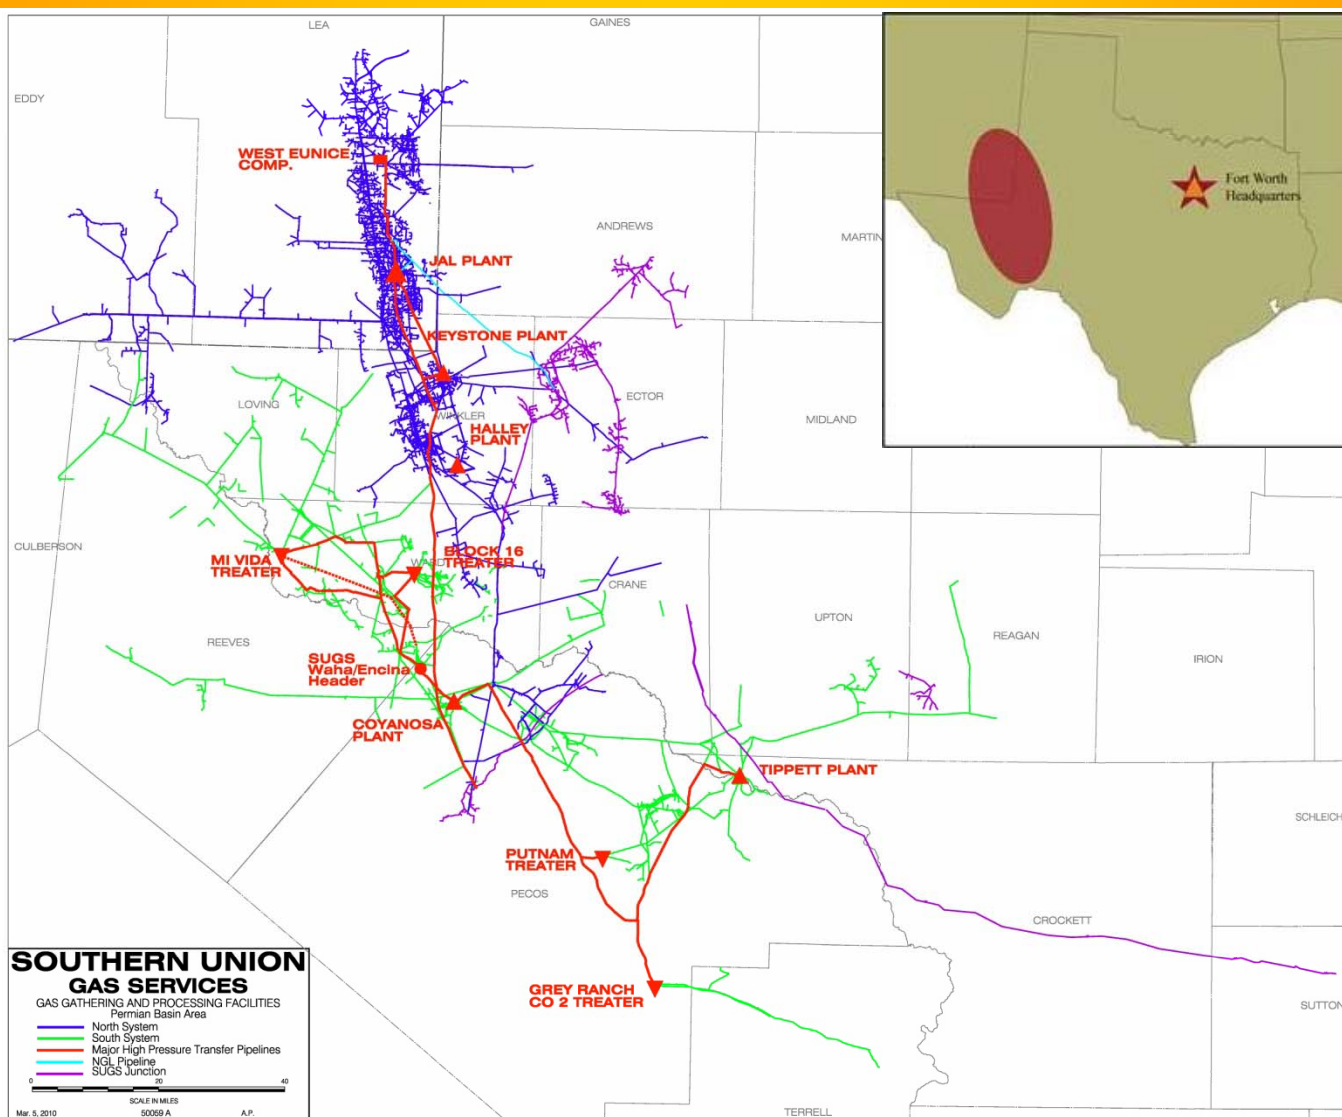 LEA
GAINES
EDDY
WEST EUNICE
COMP.
ANDREWS
MARTIN
JAL PLANT
KEYSTONE PLANT
LOVING
WINKLER
ECTOR
HALLEY
PLANT
MIDLAND
CULBERSON
MI VIDA
TREATER
WARD
BLOCK 16
TREATER
CRANE
UPTON
REEVES
REAGAN
IRION
SUGS
Waha/Encina
Header
COYANOSA
PLANT
TIPPETT PLANT
SCHLEICH
PUTNAM
TREATER
PECOS
CROCKETT
GREY RANCH
CO 2 TREATER
SUTTON
TERRELL
Fort Worth
Headquarters
SOUTHERN UNION
GAS SERVICES
GAS GATHERING AND PROCESSING FACILITIES
Permian Basin Area
North System
South System
Major High Pressure Transfer Pipelines
NGL Pipeline
SUGS Junction
0 20 40
SCALE IN MILES
Mar. 5, 2010 50059 A A.P.